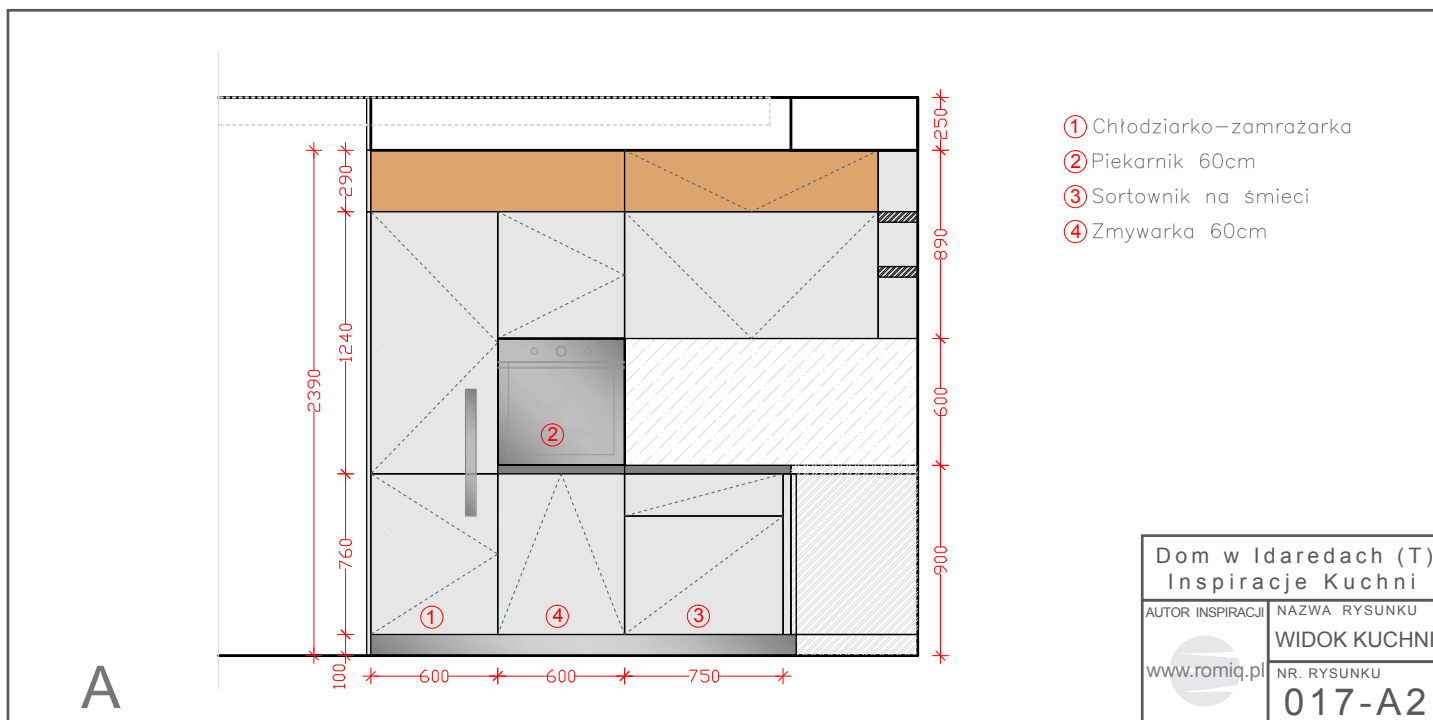 ① Chłodziarko–zamrażarka
② Piekarnik 60cm
③ Sortownik na śmieci
④ Zmywarka 60cm
250
290
890
1240
2390
600
②
760
900
①
④
③
100
600
600
750
A
Dom w Idaredach (T)
Inspiracje Kuchni
AUTOR INSPIRACJI
www.romiq.pl
NAZWA RYSUNKU
WIDOK KUCHNI
NR. RYSUNKU
017-A2